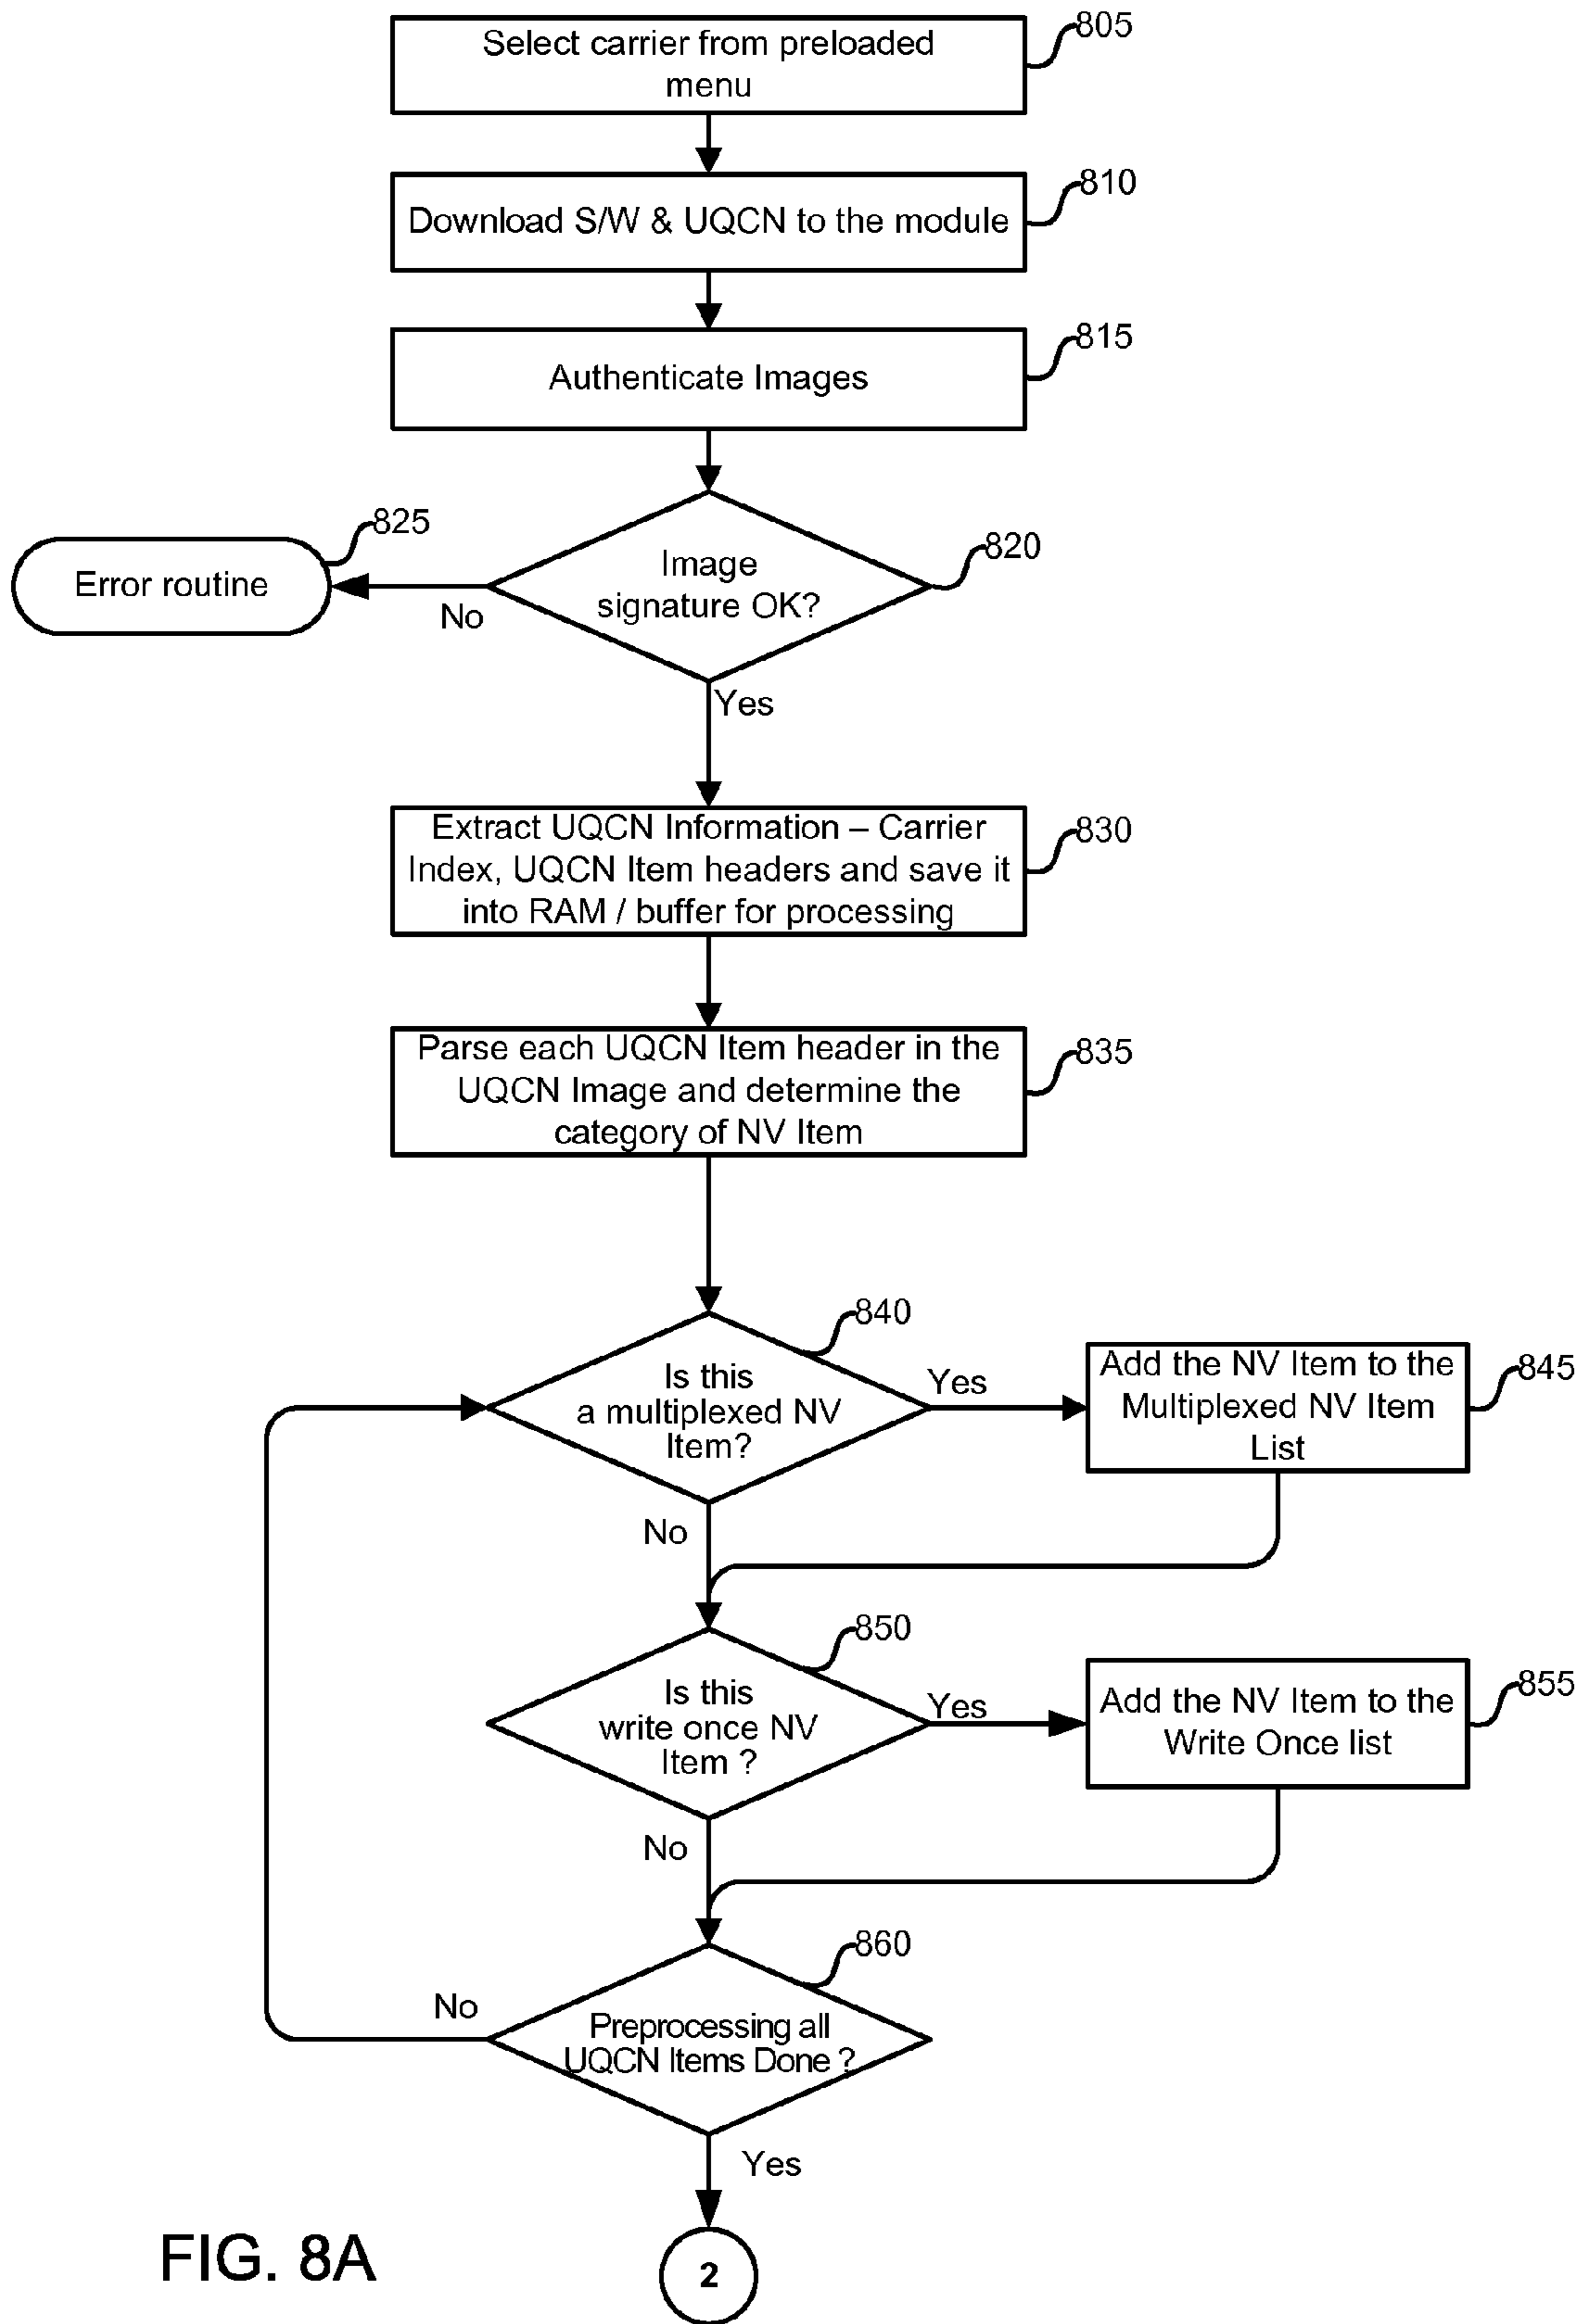 Select carrier from preloaded
menu
805
Download S/W & UQCN to the module
810
Authenticate Images
815
Image
signature OK?
820
Error routine
825
No
Yes
Extract UQCN Information – Carrier
Index, UQCN Item headers and save it
into RAM / buffer for processing
830
Parse each UQCN Item header in the
UQCN Image and determine the
category of NV Item
835
Is this
a multiplexed NV
Item?
840
Yes
Add the NV Item to the
Multiplexed NV Item
List
845
No
Is this
write once NV
Item ?
850
Yes
Add the NV Item to the
Write Once list
855
No
Preprocessing all
UQCN Items Done ?
860
No
Yes
2
FIG. 8A